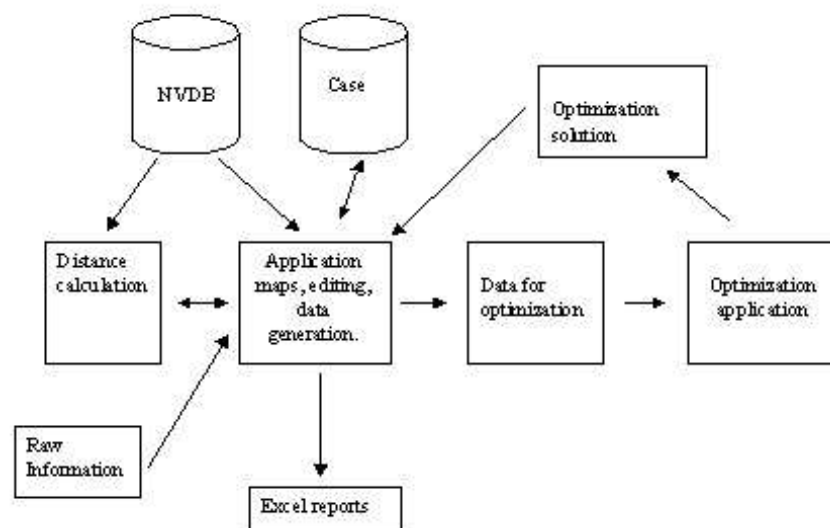 NVDB
Case
Optimization
solution
Distance
calculation
Application
maps, editing,
data
generation.
Data for
optimization
Optimization
application
Raw
Information
Excel reports